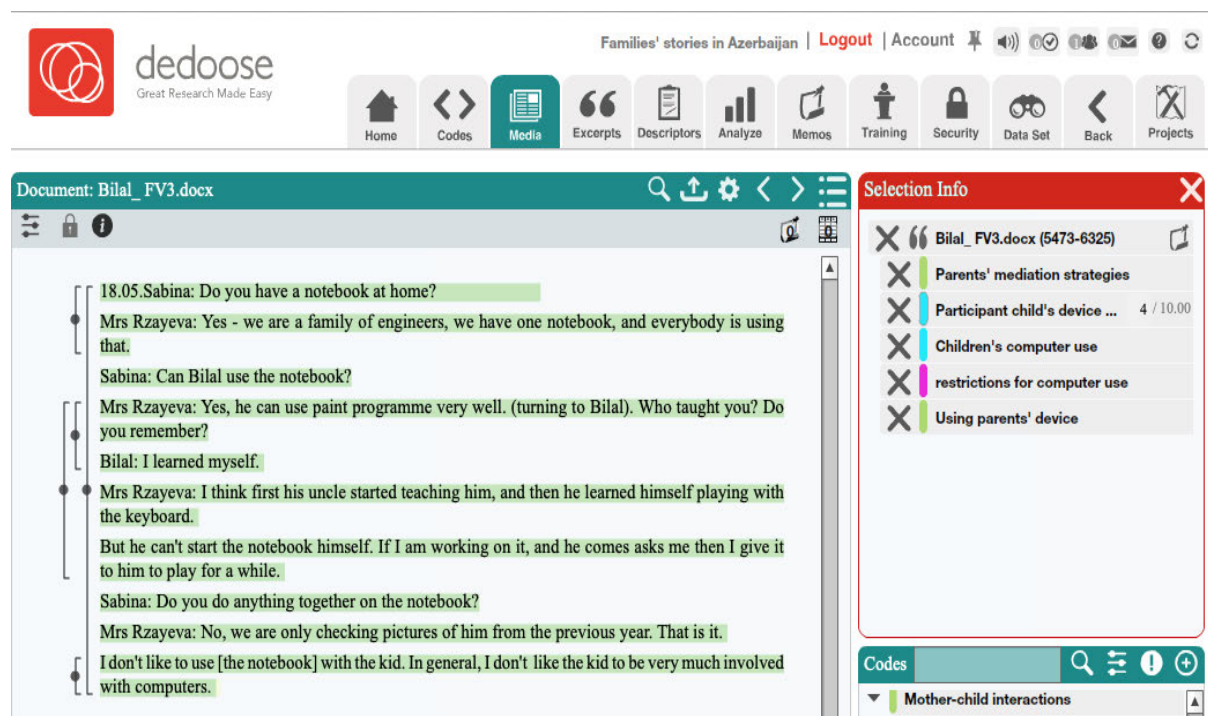 dedoose
Great Research Made Easy
Families' stories in Azerbaijan | Logout | Account
0 0 0
Home Codes Media Excerpts Descriptors Analyze Memos Training Security Data Set Back Projects
Document: Bilal_ FV3.docx
0 0
18.05.Sabina: Do you have a notebook at home?
Mrs Rzayeva: Yes - we are a family of engineers, we have one notebook, and everybody is using
that.
Sabina: Can Bilal use the notebook?
Mrs Rzayeva: Yes, he can use paint programme very well. (turning to Bilal). Who taught you? Do
you remember?
Bilal: I learned myself.
Mrs Rzayeva: I think first his uncle started teaching him, and then he learned himself playing with
the keyboard.
But he can't start the notebook himself. If I am working on it, and he comes asks me then I give it
to him to play for a while.
Sabina: Do you do anything together on the notebook?
Mrs Rzayeva: No, we are only checking pictures of him from the previous year. That is it.
I don't like to use [the notebook] with the kid. In general, I don't like the kid to be very much involved
with computers.
Selection Info
Bilal_ FV3.docx (5473-6325)
Parents' mediation strategies
Participant child's device ... 4 / 10.00
Children's computer use
restrictions for computer use
Using parents' device
Codes
Mother-child interactions